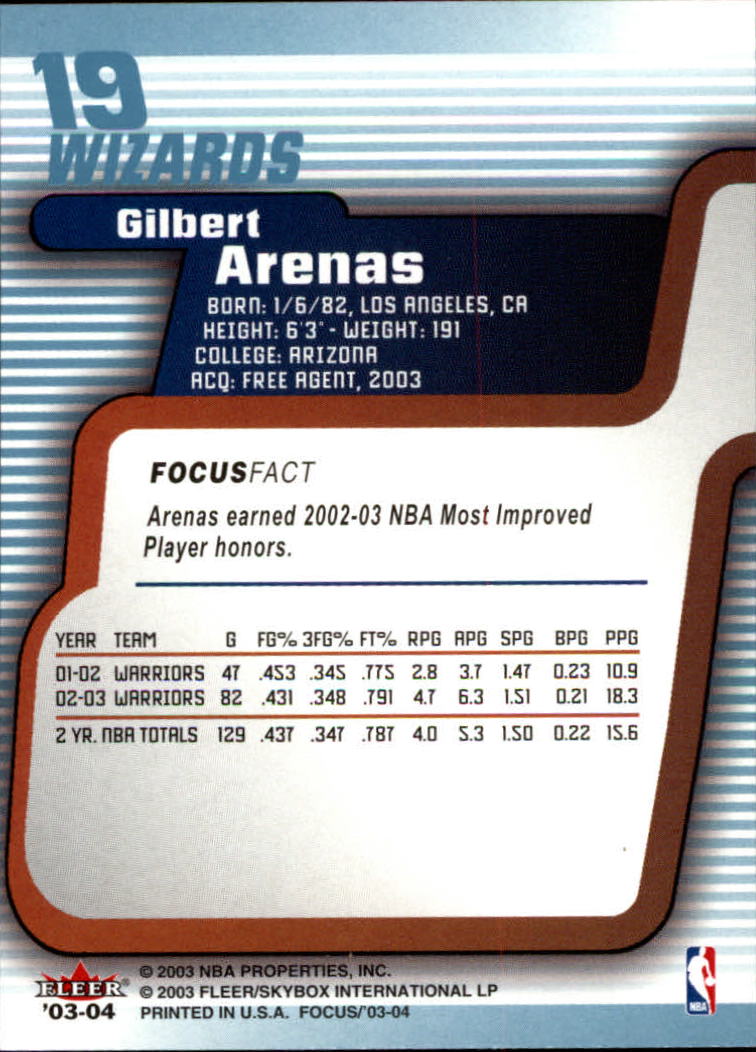 19
WIZARDS
Gilbert
Arenas
BORN: 1/6/82, LOS ANGELES, CA
HEIGHT: 6'3" - WEIGHT: 191
COLLEGE: ARIZONA
ACQ: FREE AGENT, 2003
FOCUSFACT
Arenas earned 2002-03 NBA Most Improved
Player honors.
YEAR TEAM G FG% 3FG% FT% RPG APG SPG BPG PPG
01-02 WARRIORS 47 .453 .345 .775 2.8 3.7 1.47 0.23 10.9
02-03 WARRIORS 82 .431 .348 .791 4.7 6.3 1.51 0.21 18.3
2 YR. NBA TOTALS 129 .437 .347 .787 4.0 5.3 1.50 0.22 15.6
FLEER®
'03-04
© 2003 NBA PROPERTIES, INC.
© 2003 FLEER/SKYBOX INTERNATIONAL LP
PRINTED IN U.S.A. FOCUS/'03-04
NBA